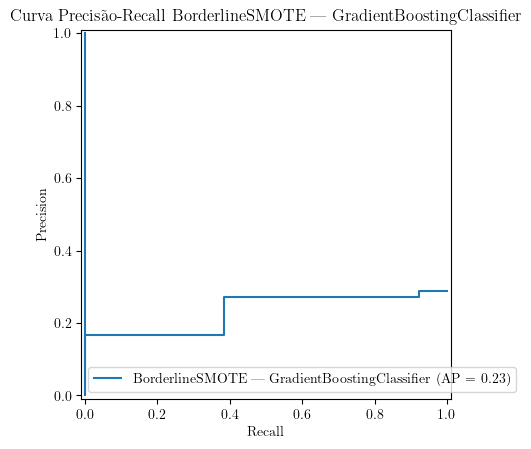 Curva Precisão-Recall BorderlineSMOTE — GradientBoostingClassifier
1.0
0.8
0.6
0.4
0.2
0.0
Precision
BorderlineSMOTE — GradientBoostingClassifier (AP = 0.23)
0.0 0.2 0.4 0.6 0.8 1.0
Recall